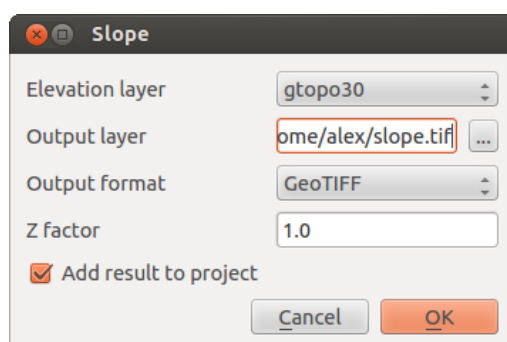 Slope
Elevation layer gtopo30
Output layer ome/alex/slope.tif ...
Output format GeoTIFF
Z factor 1.0
Add result to project
Cancel OK